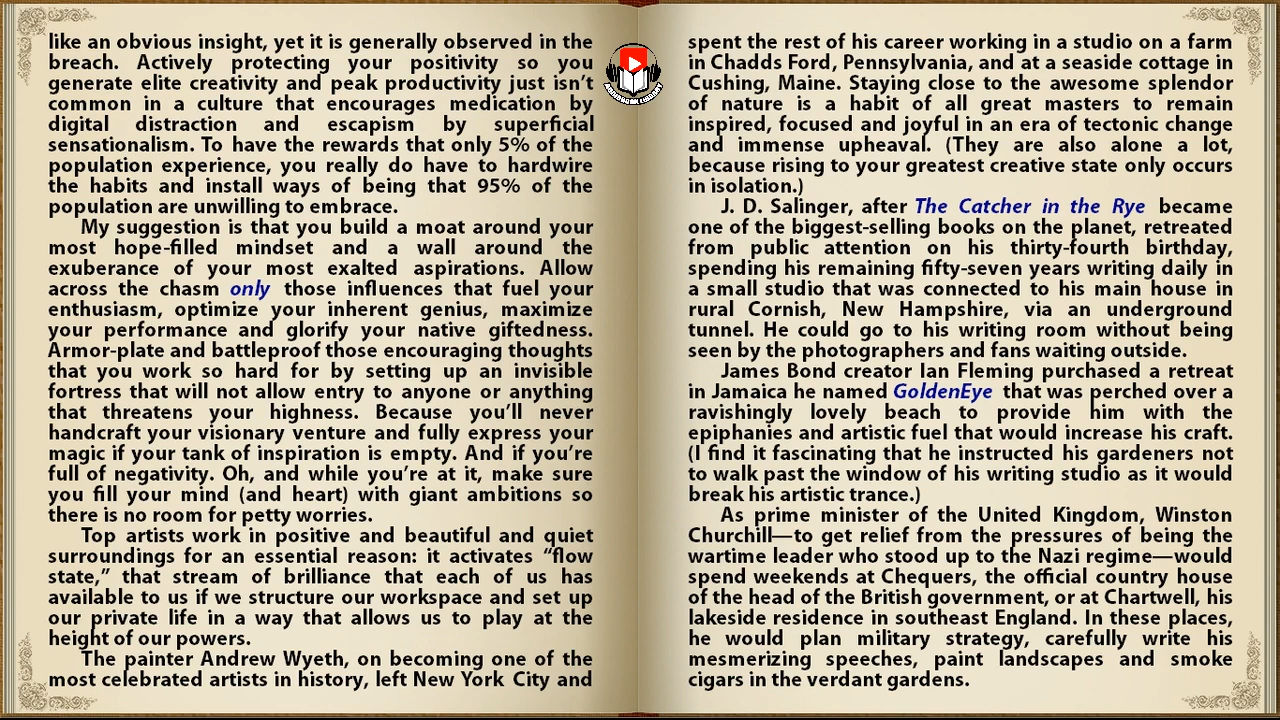 like an obvious insight, yet it is generally observed in the
breach. Actively protecting your positivity so you
generate elite creativity and peak productivity just isn’t
common in a culture that encourages medication by
digital distraction and escapism by superficial
sensationalism. To have the rewards that only 5% of the
population experience, you really do have to hardwire
the habits and install ways of being that 95% of the
population are unwilling to embrace.
My suggestion is that you build a moat around your
most hope-filled mindset and a wall around the
exuberance of your most exalted aspirations. Allow
across the chasm only those influences that fuel your
enthusiasm, optimize your inherent genius, maximize
your performance and glorify your native giftedness.
Armor-plate and battleproof those encouraging thoughts
that you work so hard for by setting up an invisible
fortress that will not allow entry to anyone or anything
that threatens your highness. Because you’ll never
handcraft your visionary venture and fully express your
magic if your tank of inspiration is empty. And if you’re
full of negativity. Oh, and while you’re at it, make sure
you fill your mind (and heart) with giant ambitions so
there is no room for petty worries.
Top artists work in positive and beautiful and quiet
surroundings for an essential reason: it activates “flow
state,” that stream of brilliance that each of us has
available to us if we structure our workspace and set up
our private life in a way that allows us to play at the
height of our powers.
The painter Andrew Wyeth, on becoming one of the
most celebrated artists in history, left New York City and
AUDIOBOOK LIBRARY
spent the rest of his career working in a studio on a farm
in Chadds Ford, Pennsylvania, and at a seaside cottage in
Cushing, Maine. Staying close to the awesome splendor
of nature is a habit of all great masters to remain
inspired, focused and joyful in an era of tectonic change
and immense upheaval. (They are also alone a lot,
because rising to your greatest creative state only occurs
in isolation.)
J. D. Salinger, after The Catcher in the Rye became
one of the biggest-selling books on the planet, retreated
from public attention on his thirty-fourth birthday,
spending his remaining fifty-seven years writing daily in
a small studio that was connected to his main house in
rural Cornish, New Hampshire, via an underground
tunnel. He could go to his writing room without being
seen by the photographers and fans waiting outside.
James Bond creator Ian Fleming purchased a retreat
in Jamaica he named GoldenEye that was perched over a
ravishingly lovely beach to provide him with the
epiphanies and artistic fuel that would increase his craft.
(I find it fascinating that he instructed his gardeners not
to walk past the window of his writing studio as it would
break his artistic trance.)
As prime minister of the United Kingdom, Winston
Churchill—to get relief from the pressures of being the
wartime leader who stood up to the Nazi regime—would
spend weekends at Chequers, the official country house
of the head of the British government, or at Chartwell, his
lakeside residence in southeast England. In these places,
he would plan military strategy, carefully write his
mesmerizing speeches, paint landscapes and smoke
cigars in the verdant gardens.